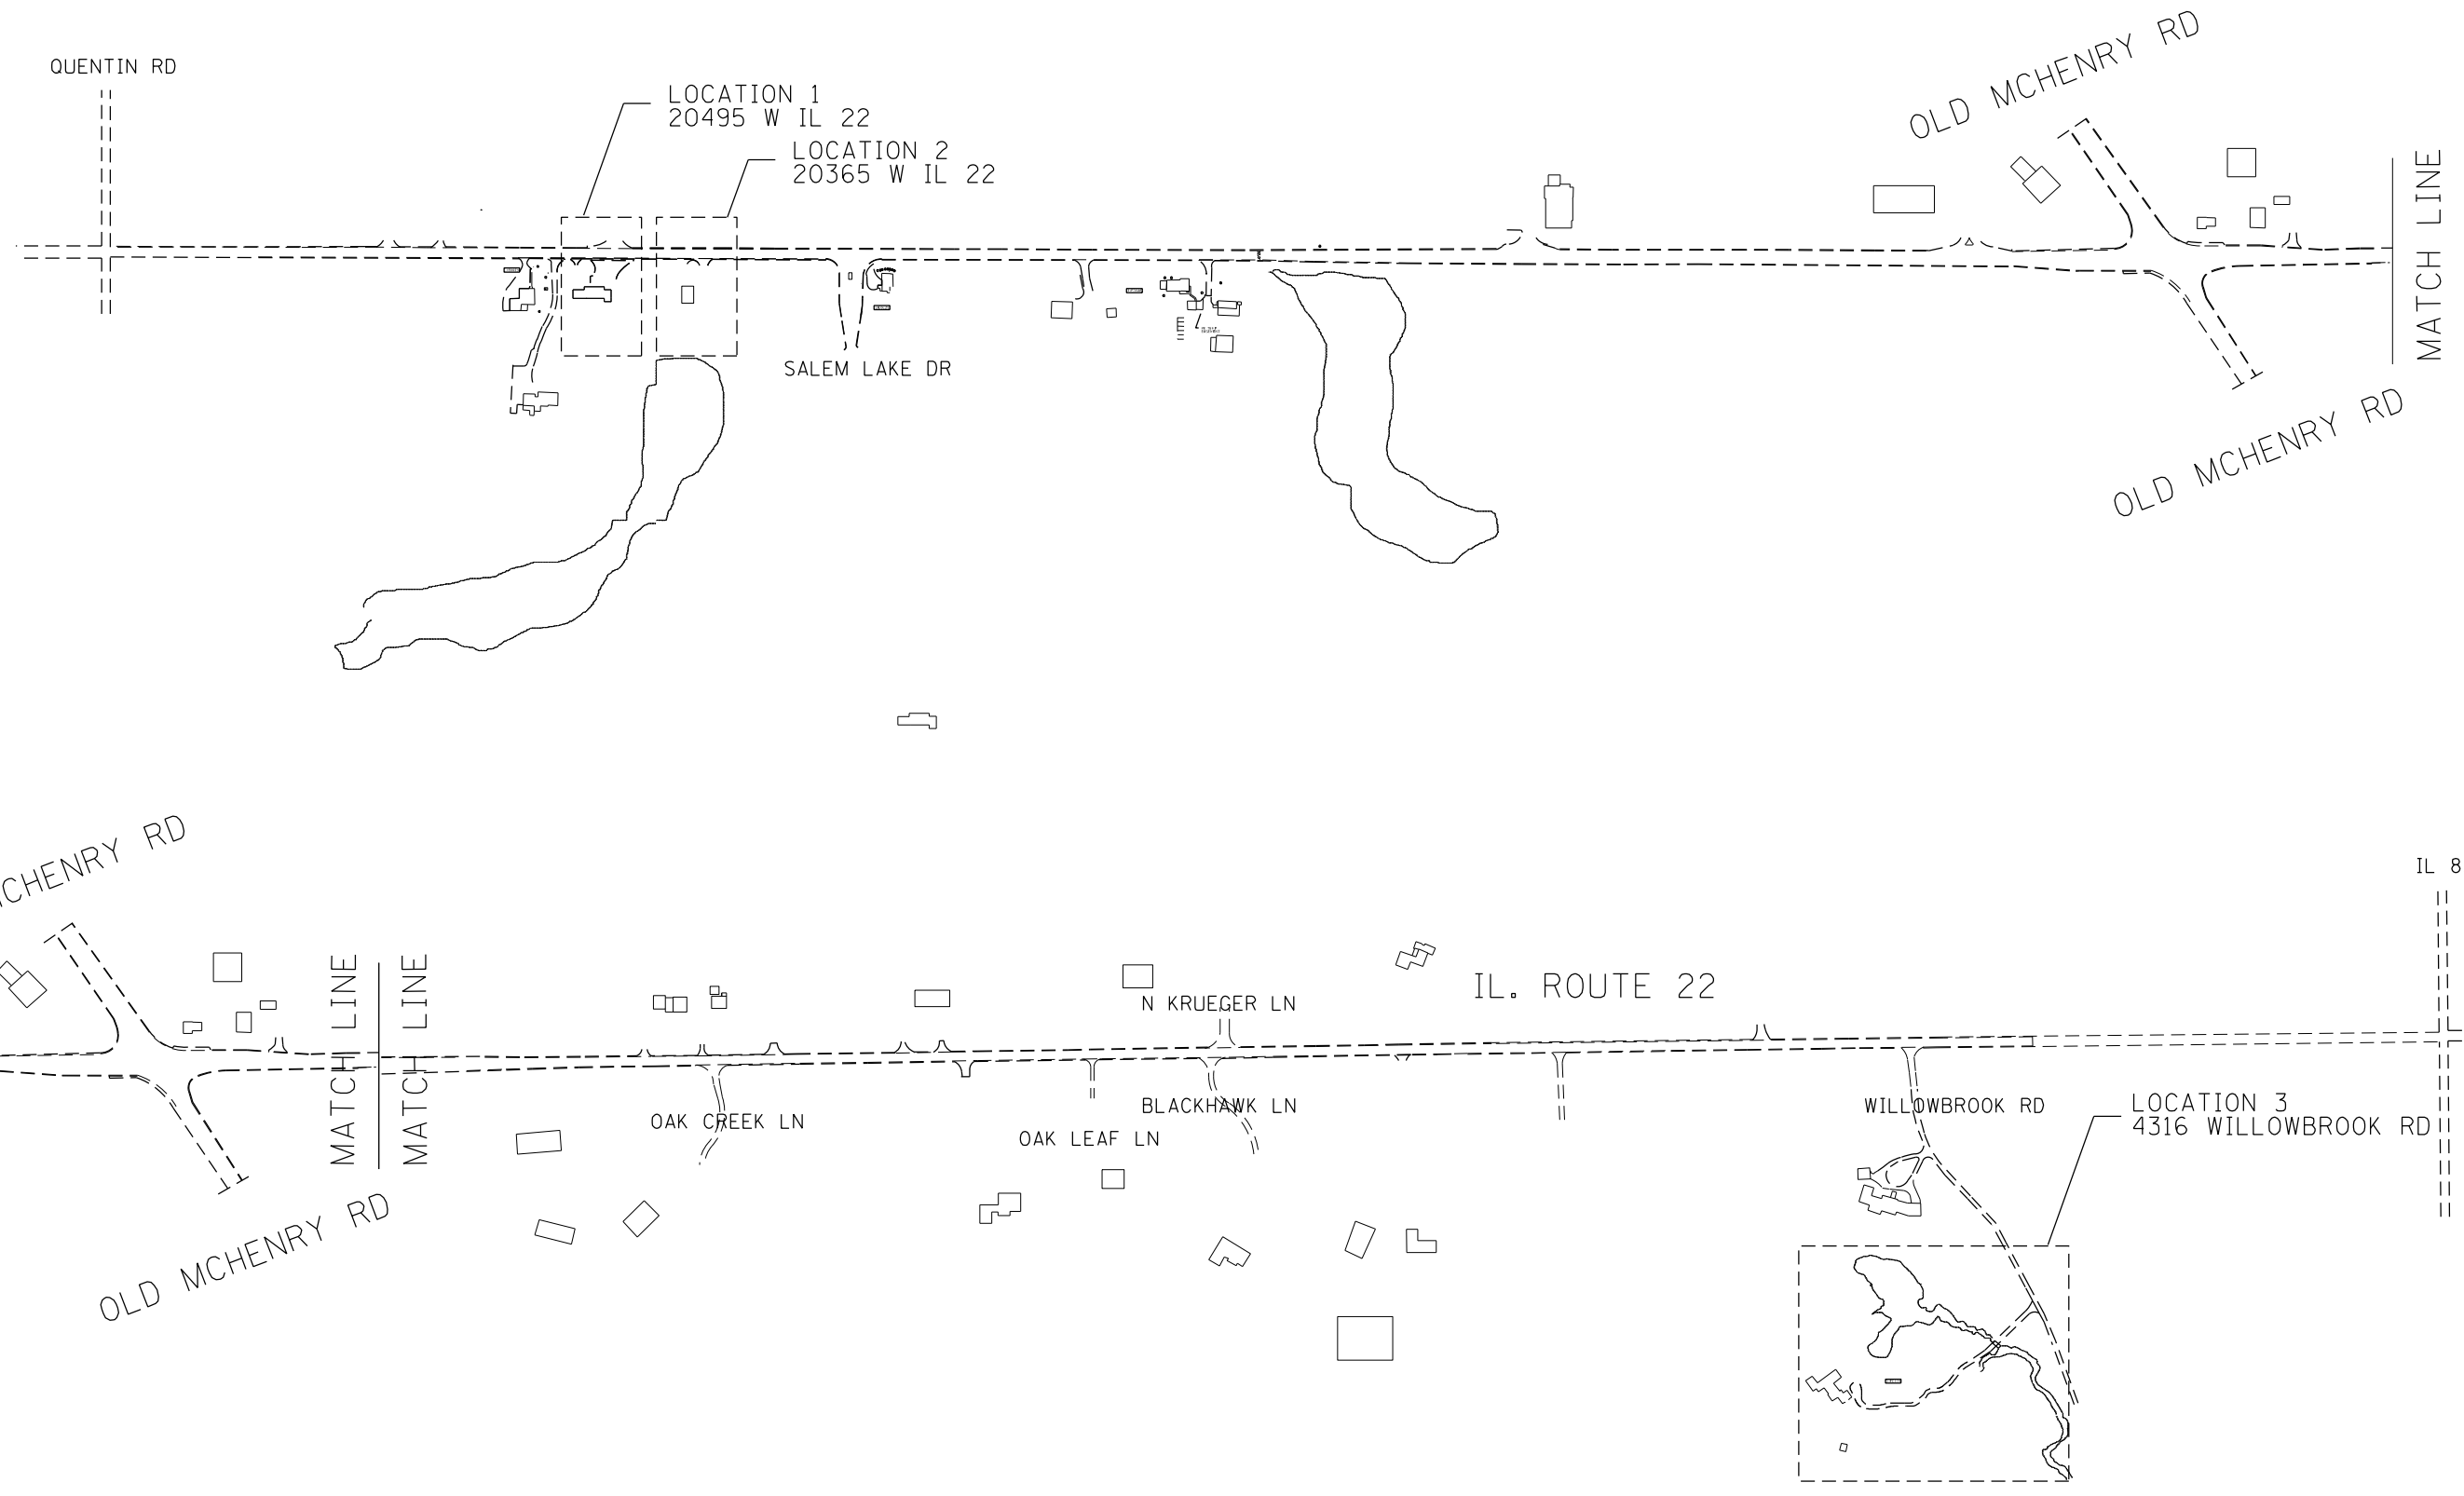 QUENTIN RD
LOCATION 1
20495 W IL 22
LOCATION 2
20365 W IL 22
OLD MCHENRY RD
MATCH LINE
SALEM LAKE DR
OLD MCHENRY RD
CHENRY RD
IL 8
MATCH LINE
MATCH LINE
N KRUEGER LN
IL. ROUTE 22
OAK CREEK LN
OAK LEAF LN
BLACKHAWK LN
WILLOWBROOK RD
LOCATION 3
4316 WILLOWBROOK RD
OLD MCHENRY RD